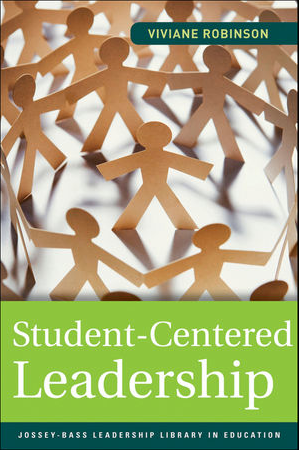 VIVIANE ROBINSON
Student-Centered
Leadership
JOSSEY-BASS LEADERSHIP LIBRARY IN EDUCATION